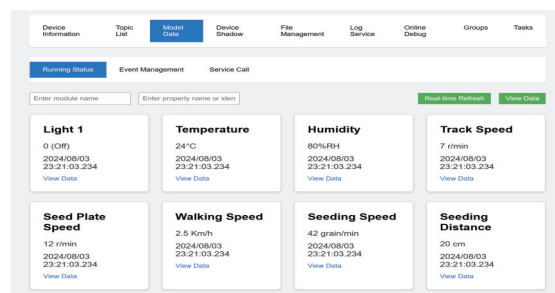 Device Information
Topic List
Model Data
Device Shadow
File Management
Log Service
Online Debug
Groups
Tasks
Running Status
Event Management
Service Call
Enter module name
Enter property name or iden
Real-time Refresh
View Data
Light 1
0 (Off)
2024/08/03
23:21:03.234
View Data
Temperature
24°C
2024/08/03
23:21:03.234
View Data
Humidity
80%RH
2024/08/03
23:21:03.234
View Data
Track Speed
7 r/min
2024/08/03
23:21:03.234
View Data
Seed Plate
Speed
12 r/min
2024/08/03
23:21:03.234
View Data
Walking Speed
2.5 Km/h
2024/08/03
23:21:03.234
View Data
Seeding Speed
42 grain/min
2024/08/03
23:21:03.234
View Data
Seeding
Distance
20 cm
2024/08/03
23:21:03.234
View Data